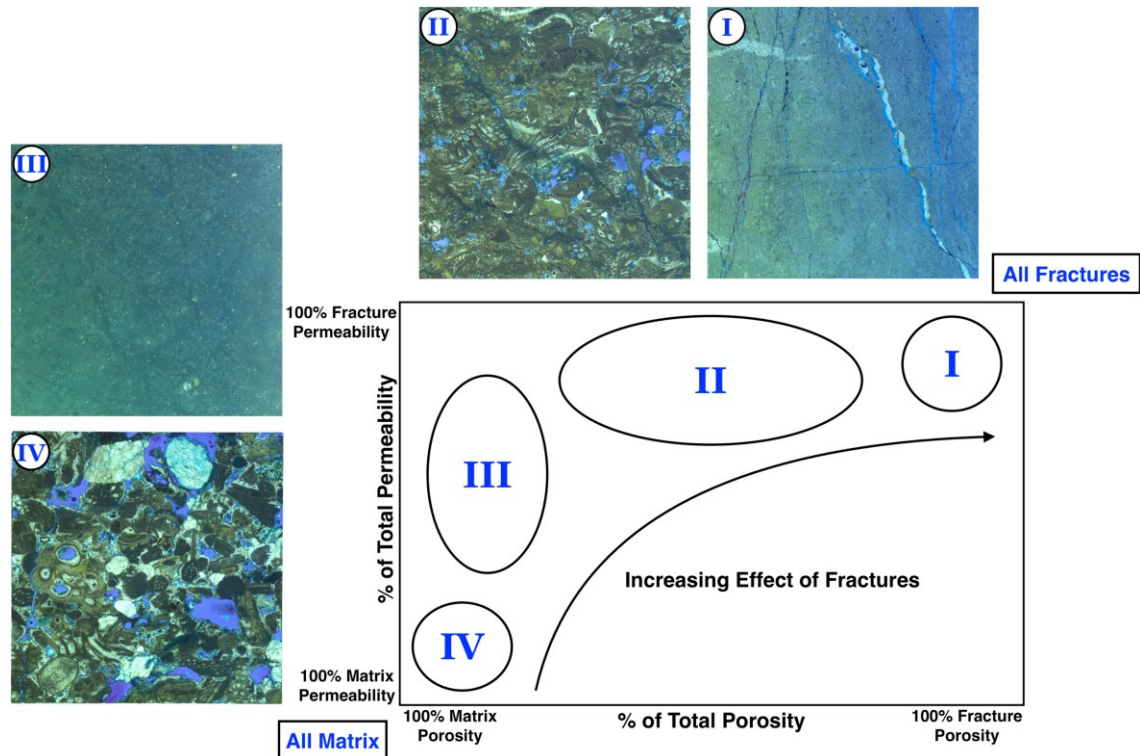 II
I
III
All Fractures
100% Fracture
Permeability
II
I
% of Total Permeability
III
IV
Increasing Effect of Fractures
IV
100% Matrix
Permeability
100% Matrix
Porosity
% of Total Porosity
100% Fracture
Porosity
All Matrix